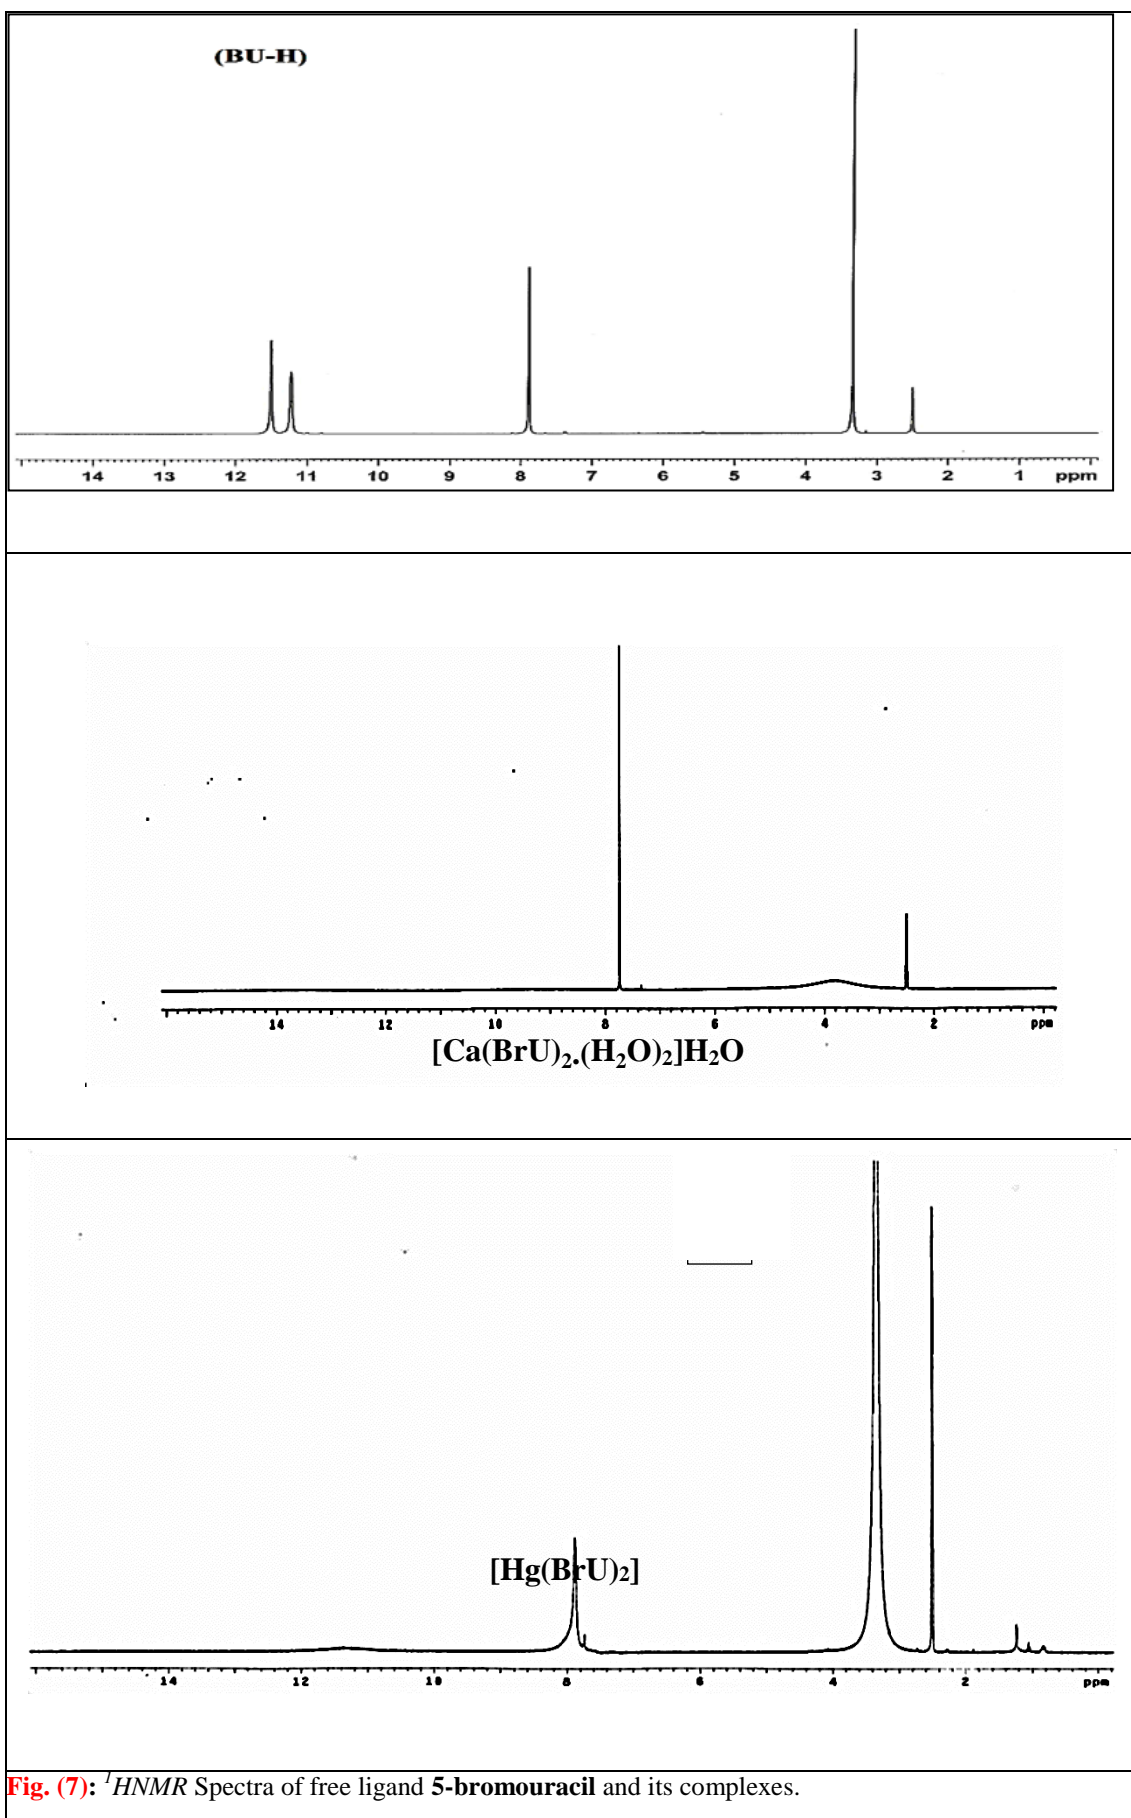 (BU-H)
14 13 12 11 10 9 8 7 6 5 4 3 2 1 ppm
14 12 10 8 6 4 2 ppm
[Ca(BrU)₂.(H₂O)₂]H₂O
[Hg(BrU)₂]
14 12 10 8 6 4 2 ppm
Fig. (7): ¹HNMR Spectra of free ligand 5-bromouracil and its complexes.